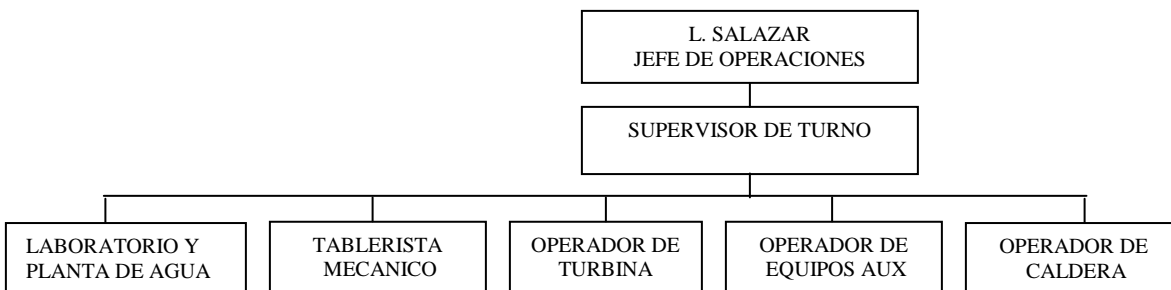 L. SALAZAR
JEFE DE OPERACIONES
SUPERVISOR DE TURNO
LABORATORIO Y
PLANTA DE AGUA
TABLERISTA
MECANICO
OPERADOR DE
TURBINA
OPERADOR DE
EQUIPOS AUX
OPERADOR DE
CALDERA